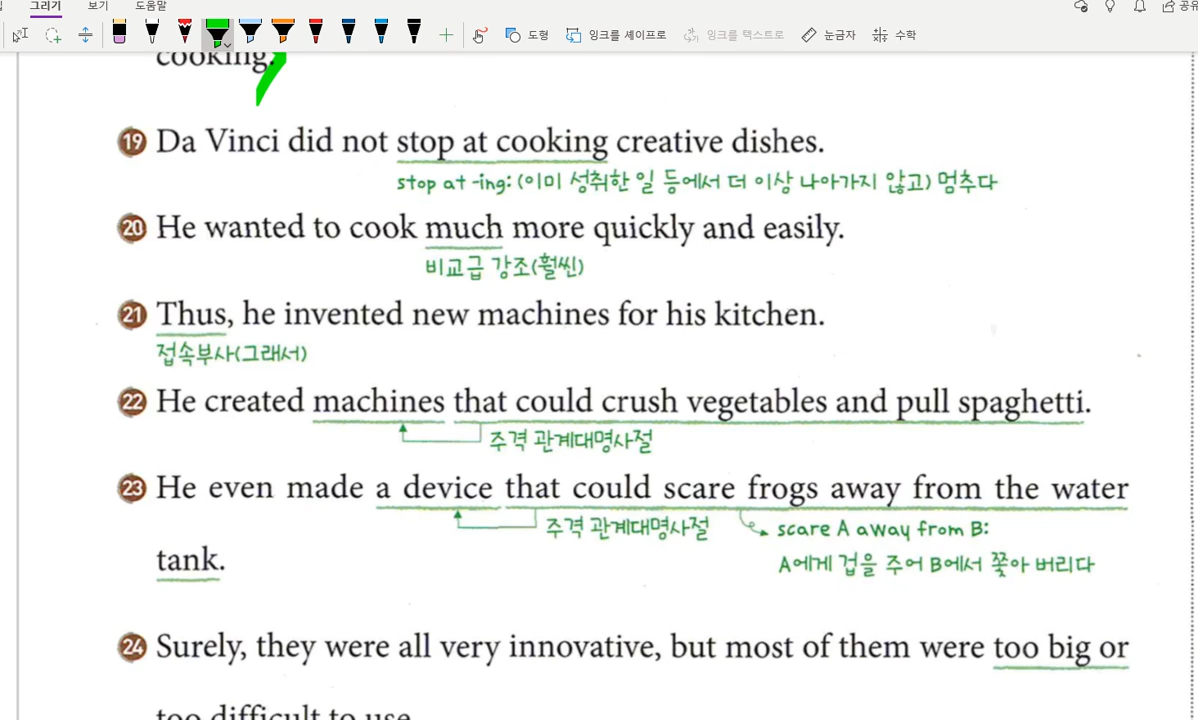 그리기 보기 도움말
공유
도형 잉크를 셰이프로 잉크를 텍스트로 눈금자 수학
cooking.
19 Da Vinci did not stop at cooking creative dishes.
stop at -ing: (이미 성취한 일 등에서 더 이상 나아가지 않고) 멈추다
20 He wanted to cook much more quickly and easily.
비교급 강조(훨씬)
21 Thus, he invented new machines for his kitchen.
접속부사(그래서)
22 He created machines that could crush vegetables and pull spaghetti.
주격 관계대명사절
23 He even made a device that could scare frogs away from the water
주격 관계대명사절 scare A away from B:
tank.
A에게 겁을 주어 B에서 쫓아 버리다
24 Surely, they were all very innovative, but most of them were too big or
too difficult to use.